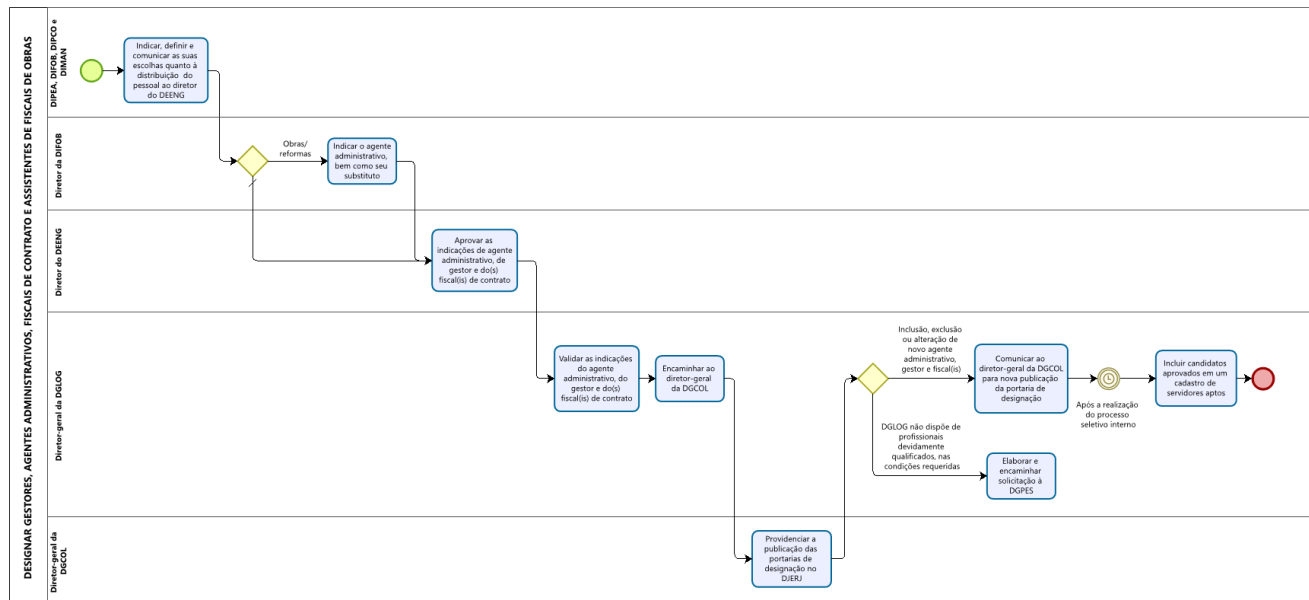 DESIGNAR GESTORES, AGENTES ADMINISTRATIVOS, FISCAIS DE CONTRATO E ASSISTENTES DE FISCAIS DE OBRAS
DIPEA, DIFOB, DIPCO e
DIMAN
Indicar, definir e
comunicar as suas
escolhas quanto à
distribuição do
pessoal ao diretor
do DEENG
Diretor da DIFOB
Obras/
reformas
Indicar o agente
administrativo,
bem como seu
substituto
Diretor do DEENG
Aprovar as
indicações de agente
administrativo, de
gestor e do(s)
fiscal(is) de contrato
Diretor-geral da DGLOG
Validar as indicações
do agente
administrativo, do
gestor e do(s)
fiscal(is) de contrato
Encaminhar ao
diretor-geral
da DGCOL
Inclusão, exclusão
ou alteração de
novo agente
administrativo,
gestor e fiscal(is)
Comunicar ao
diretor-geral da DGCOL
para nova publicação
da portaria de
designação
Após a realização
do processo
seletivo interno
Incluir candidatos
aprovados em um
cadastro de
servidores aptos
DGLOG não dispõe de
profissionais
devidamente
qualificados, nas
condições requeridas
Elaborar e
encaminhar
solicitação à
DGPES
Diretor-geral da
DGCOL
Providenciar a
publicação das
portarias de
designação no
DJERJ